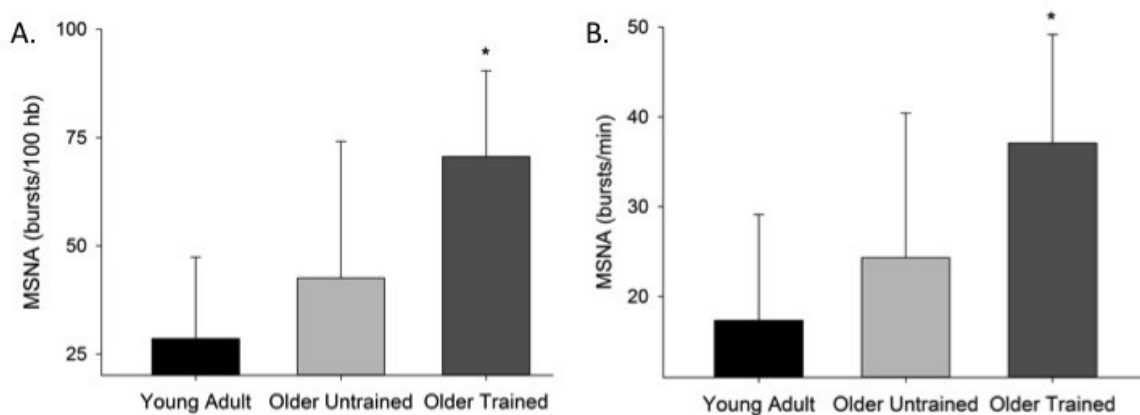 A.
MSNA (bursts/100 hb)
100
75
50
25
*
Young Adult Older Untrained Older Trained
B.
MSNA (bursts/min)
50
40
30
20
*
Young Adult Older Untrained Older Trained